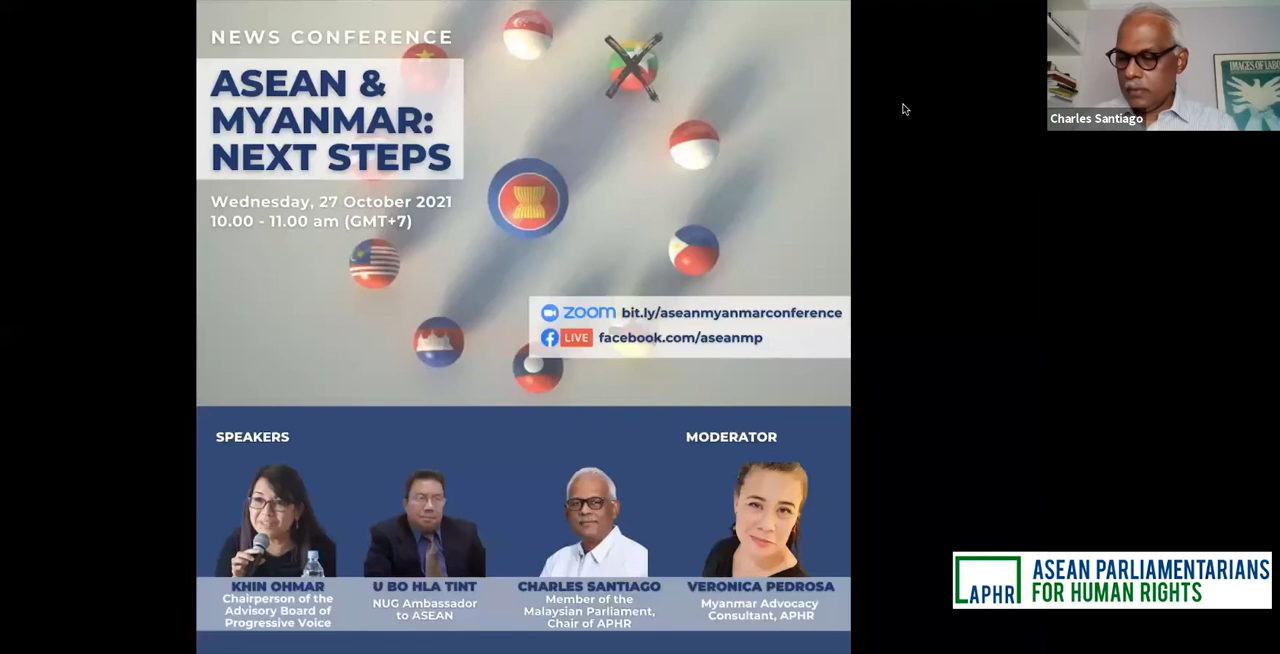 NEWS CONFERENCE
ASEAN &
MYANMAR:
NEXT STEPS
Wednesday, 27 October 2021
10.00 - 11.00 am (GMT+7)
zoom bit.ly/aseanmyanmarconference
LIVE facebook.com/aseanmp
SPEAKERS
MODERATOR
KHIN OHMAR
Chairperson of the
Advisory Board of
Progressive Voice
U BO HLA TINT
NUG Ambassador
to ASEAN
CHARLES SANTIAGO
Member of the
Malaysian Parliament,
Chair of APHR
VERONICA PEDROSA
Myanmar Advocacy
Consultant, APHR
IMAGES OF LABO
Charles Santiago
APHR
ASEAN PARLIAMENTARIANS
FOR HUMAN RIGHTS